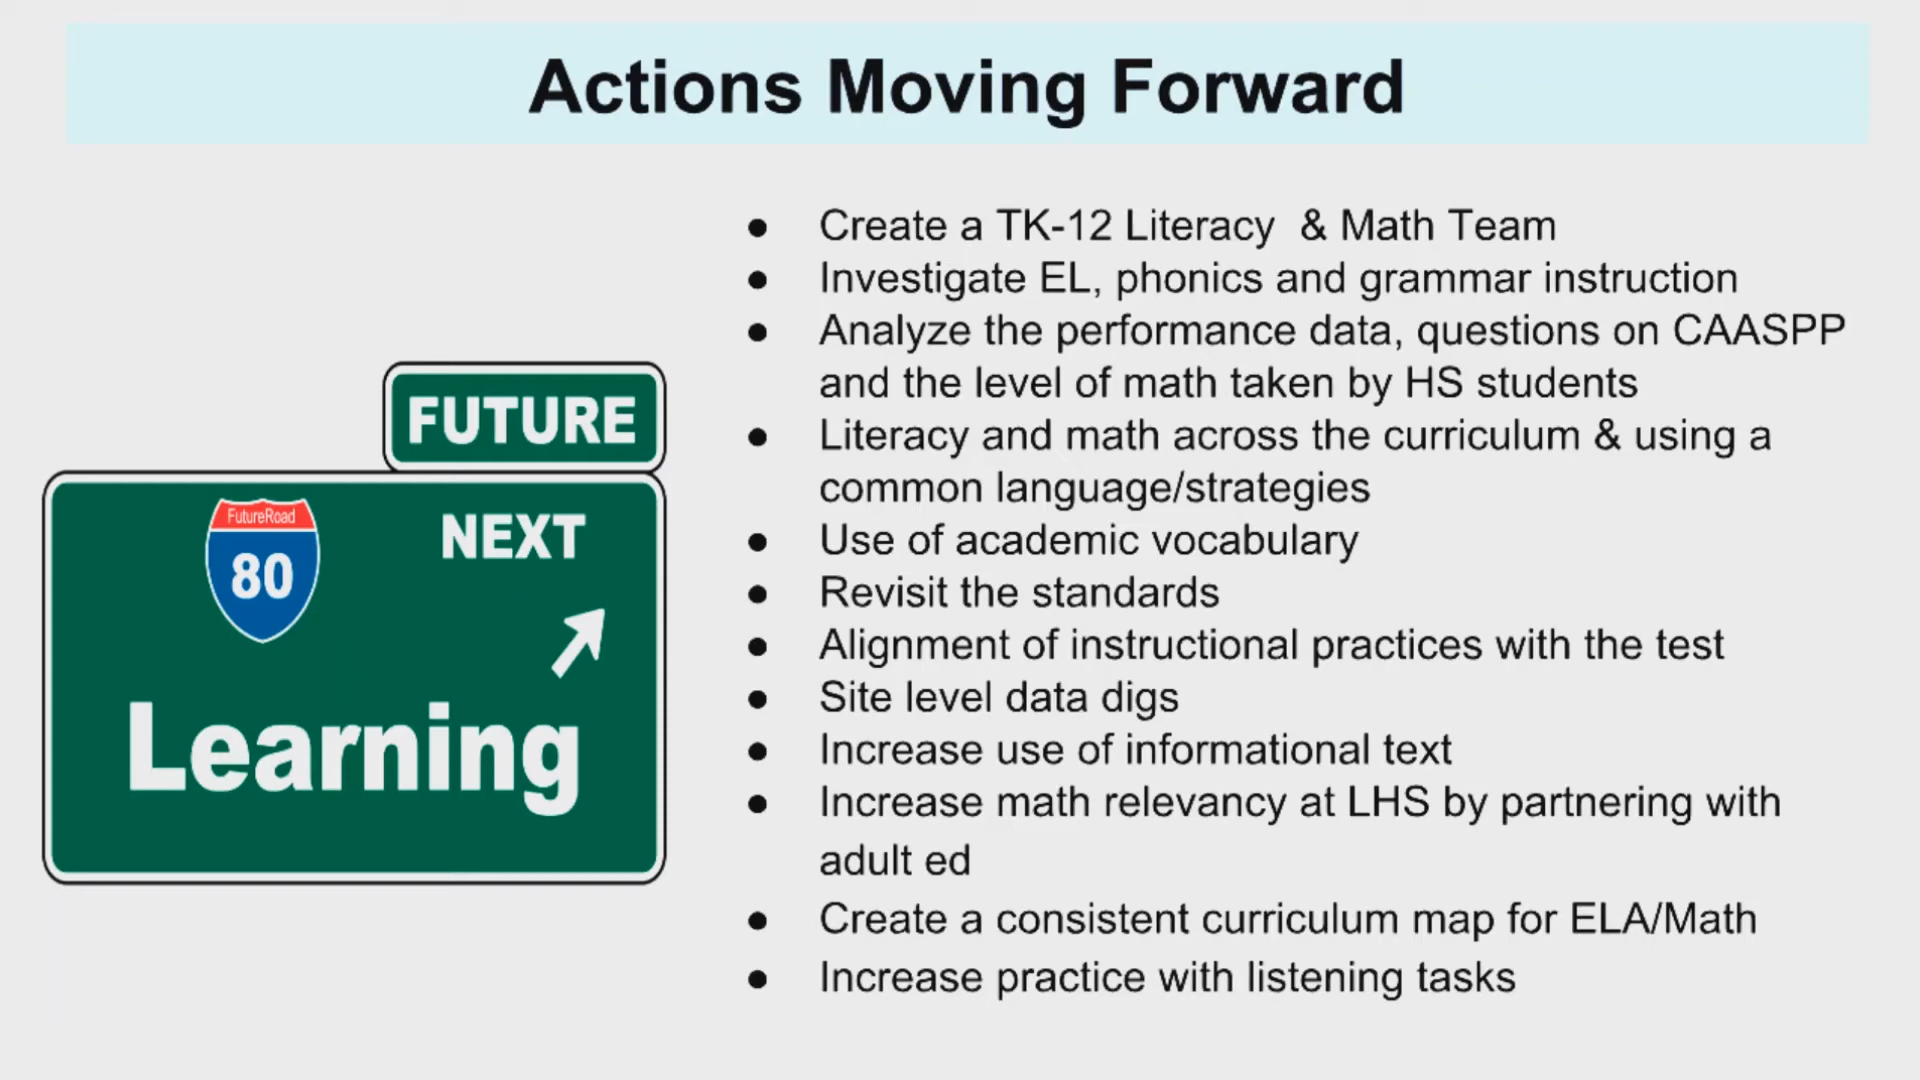 Actions Moving Forward
FUTURE
FutureRoad
80
NEXT
Learning
● Create a TK-12 Literacy  & Math Team
● Investigate EL, phonics and grammar instruction
● Analyze the performance data, questions on CAASPP
and the level of math taken by HS students
● Literacy and math across the curriculum & using a
common language/strategies
● Use of academic vocabulary
● Revisit the standards
● Alignment of instructional practices with the test
● Site level data digs
● Increase use of informational text
● Increase math relevancy at LHS by partnering with
adult ed
● Create a consistent curriculum map for ELA/Math
● Increase practice with listening tasks